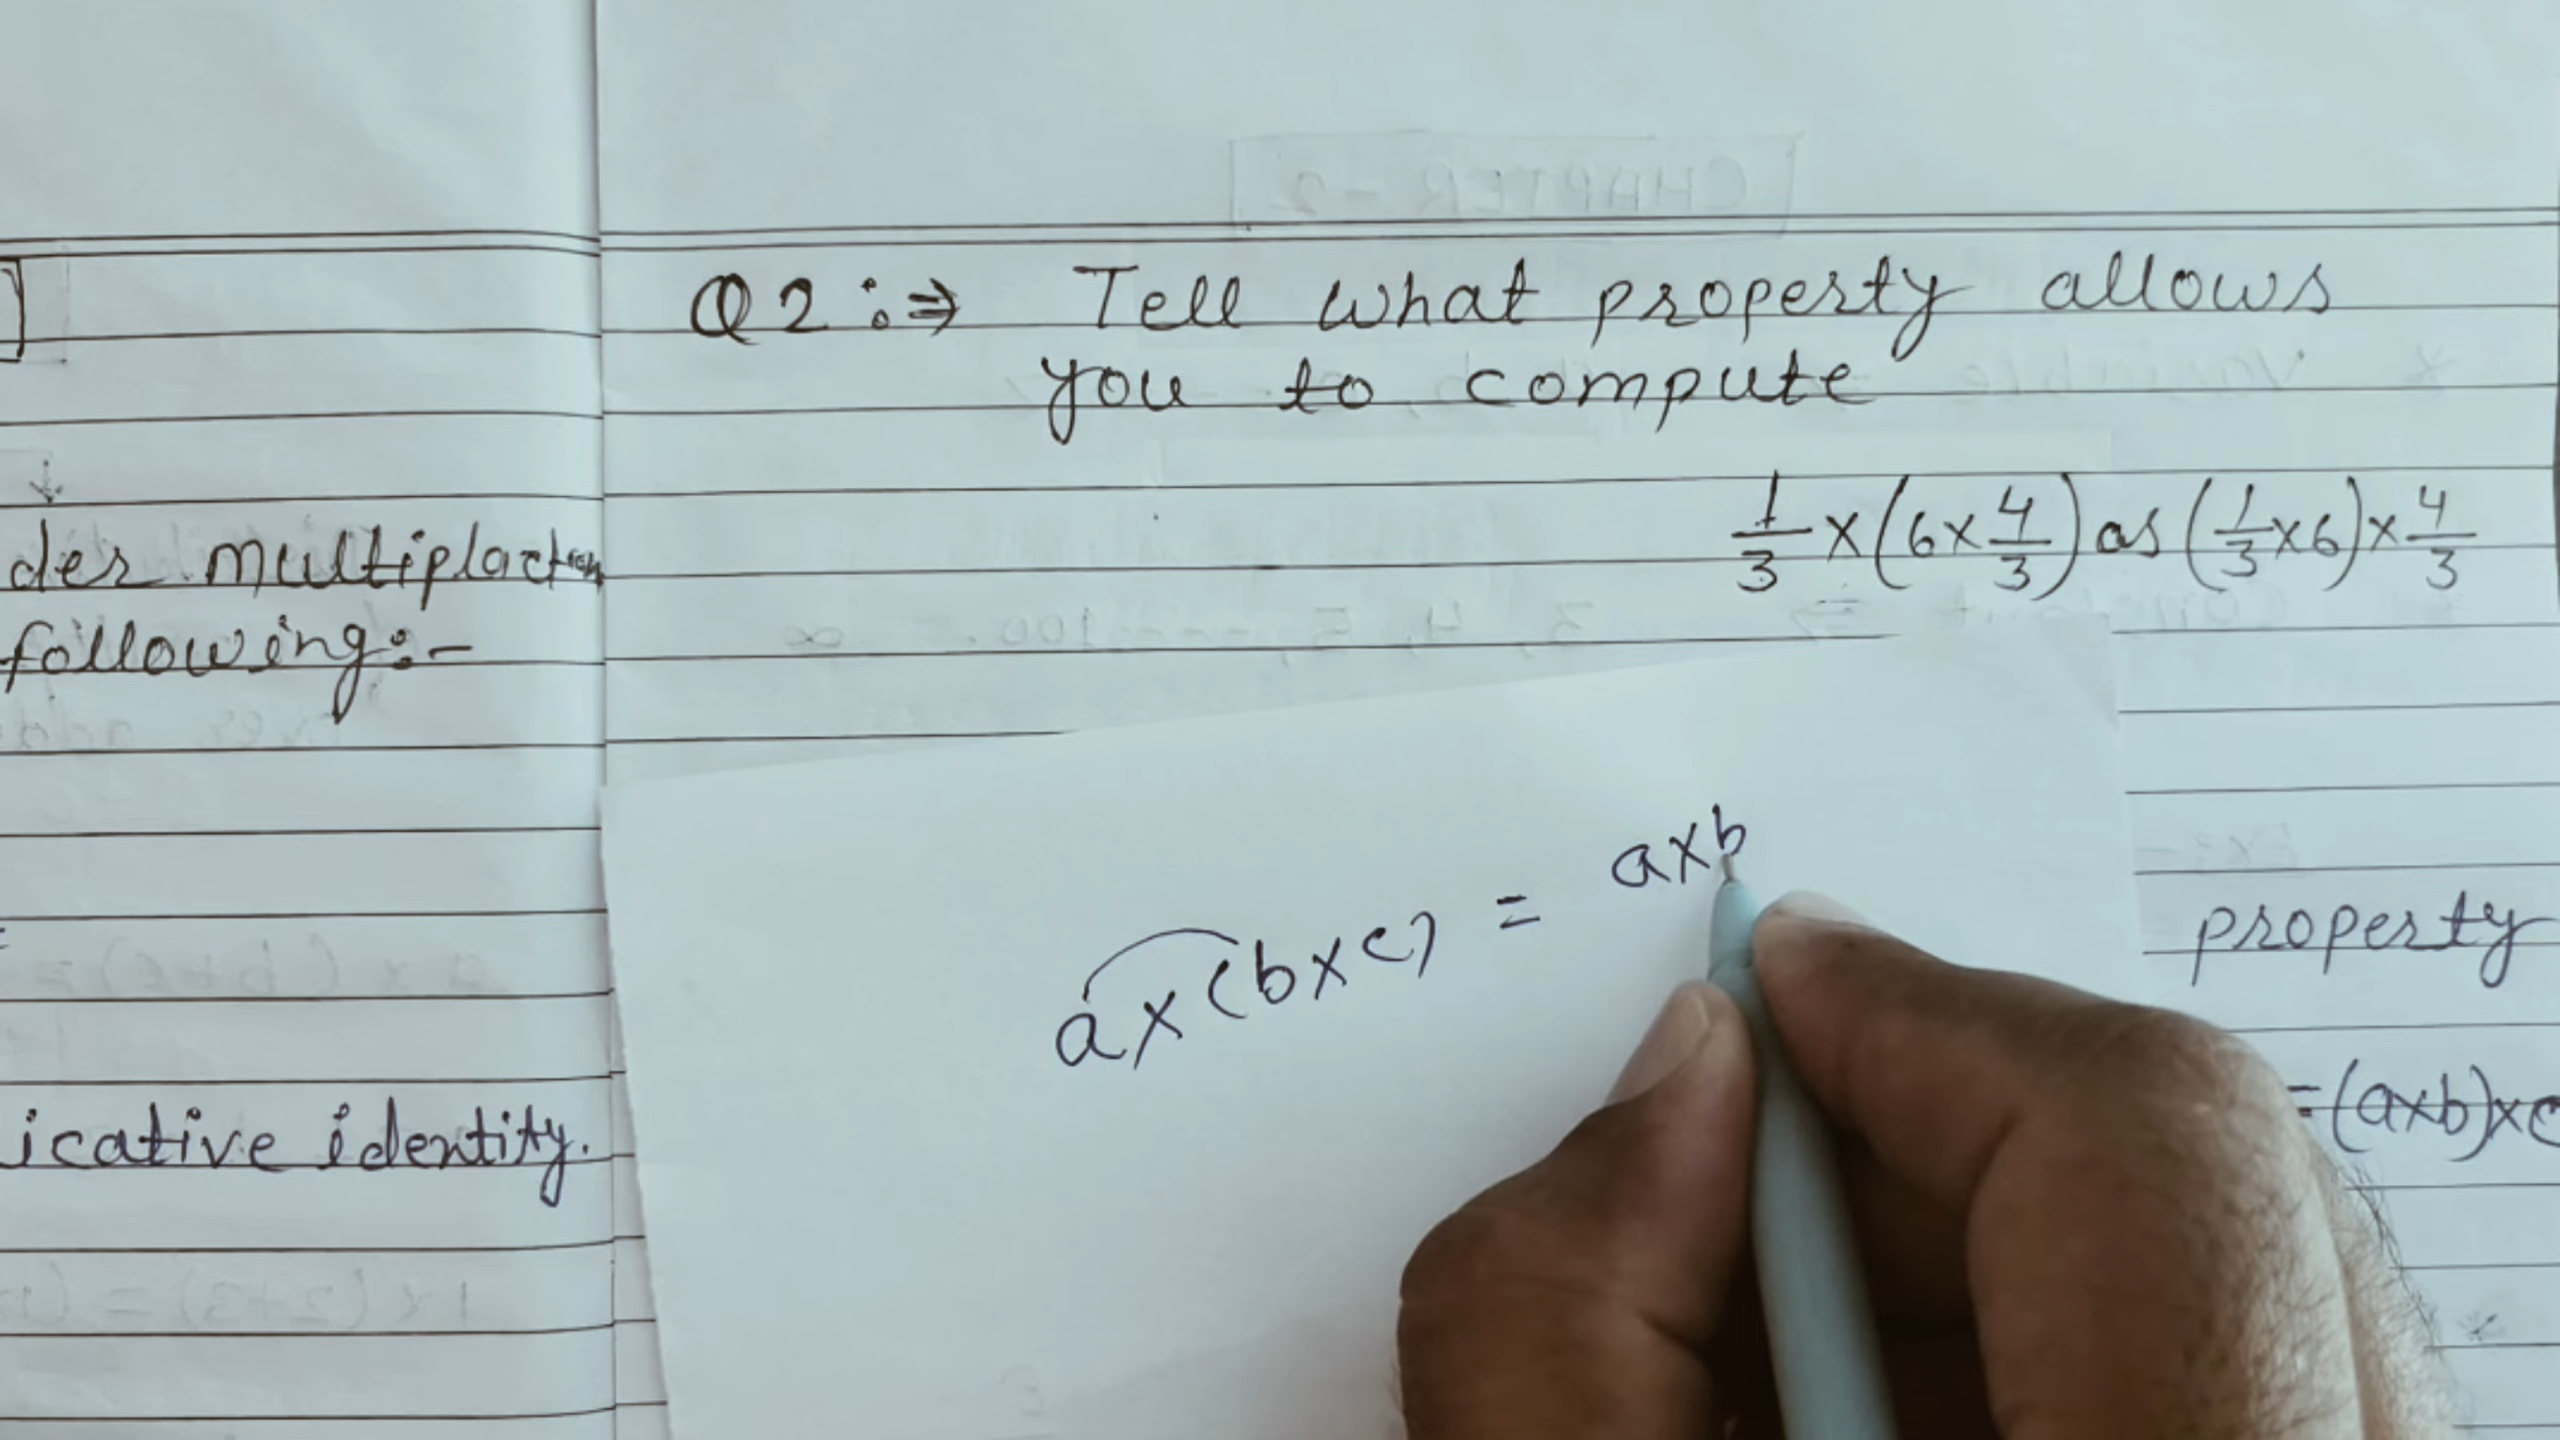 der multiplaction
following:-
icative identity.
Q2:⇒ Tell what property allows
you to compute
1/3 × (6 × 4/3) as (1/3 × 6) × 4/3
a × (b × c) = a × b
property
= (a × b) × c